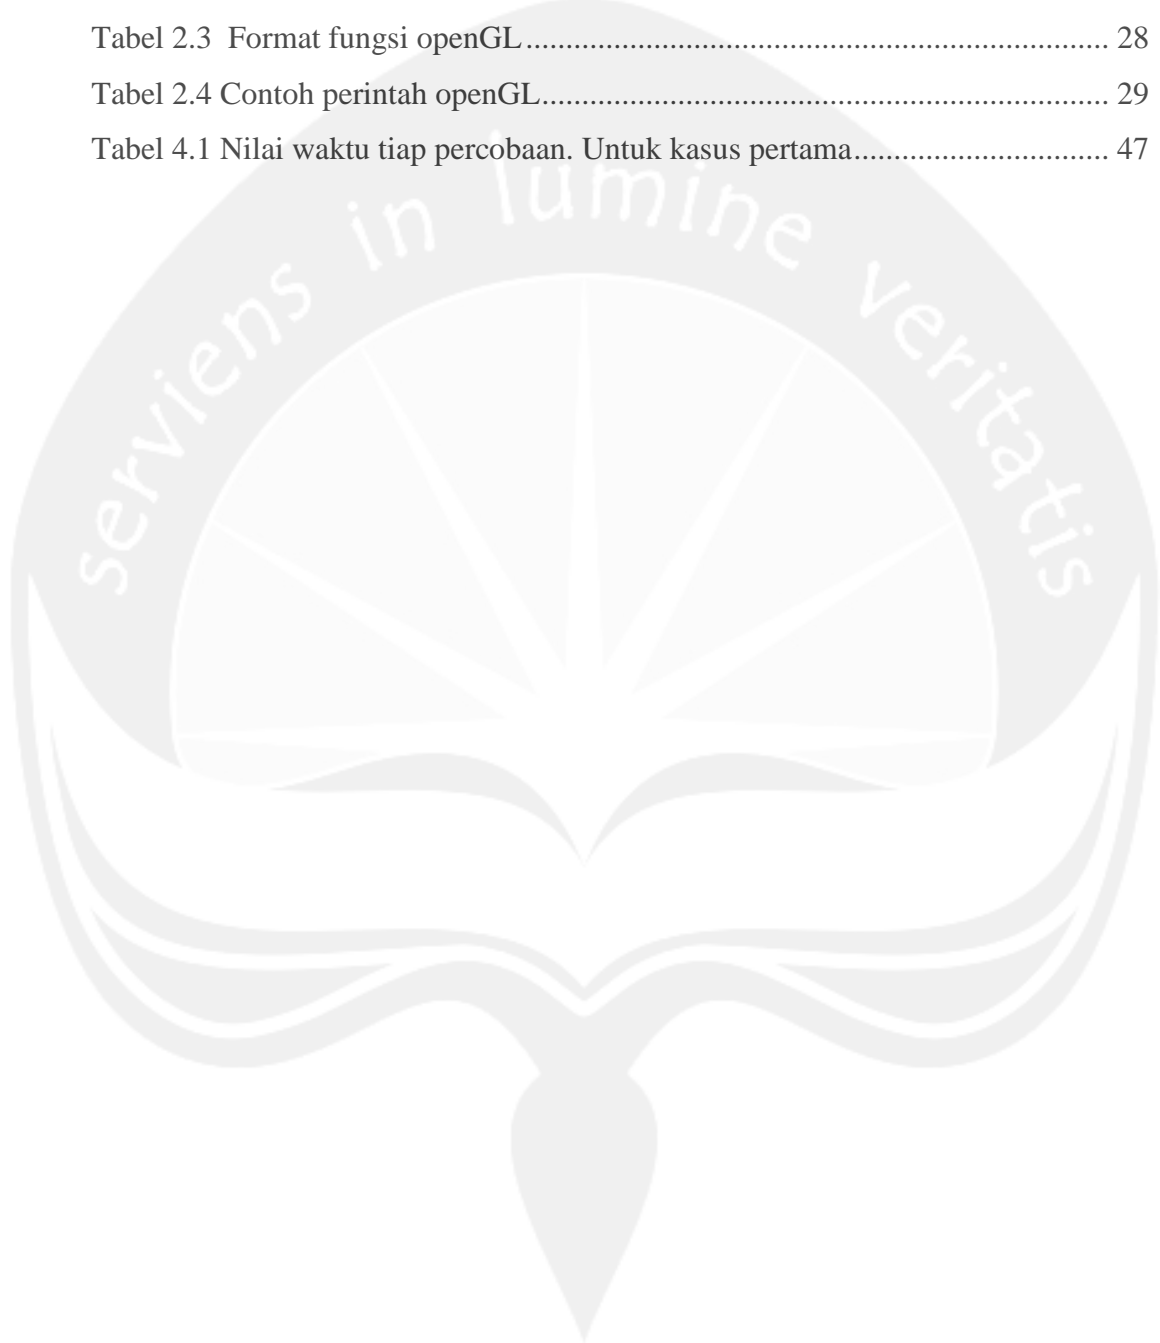 Tabel 2.3  Format fungsi openGL......................................................................... 28
Tabel 2.4 Contoh perintah openGL....................................................................... 29
Tabel 4.1 Nilai waktu tiap percobaan. Untuk kasus pertama................................ 47
serviens in lumine veritatis